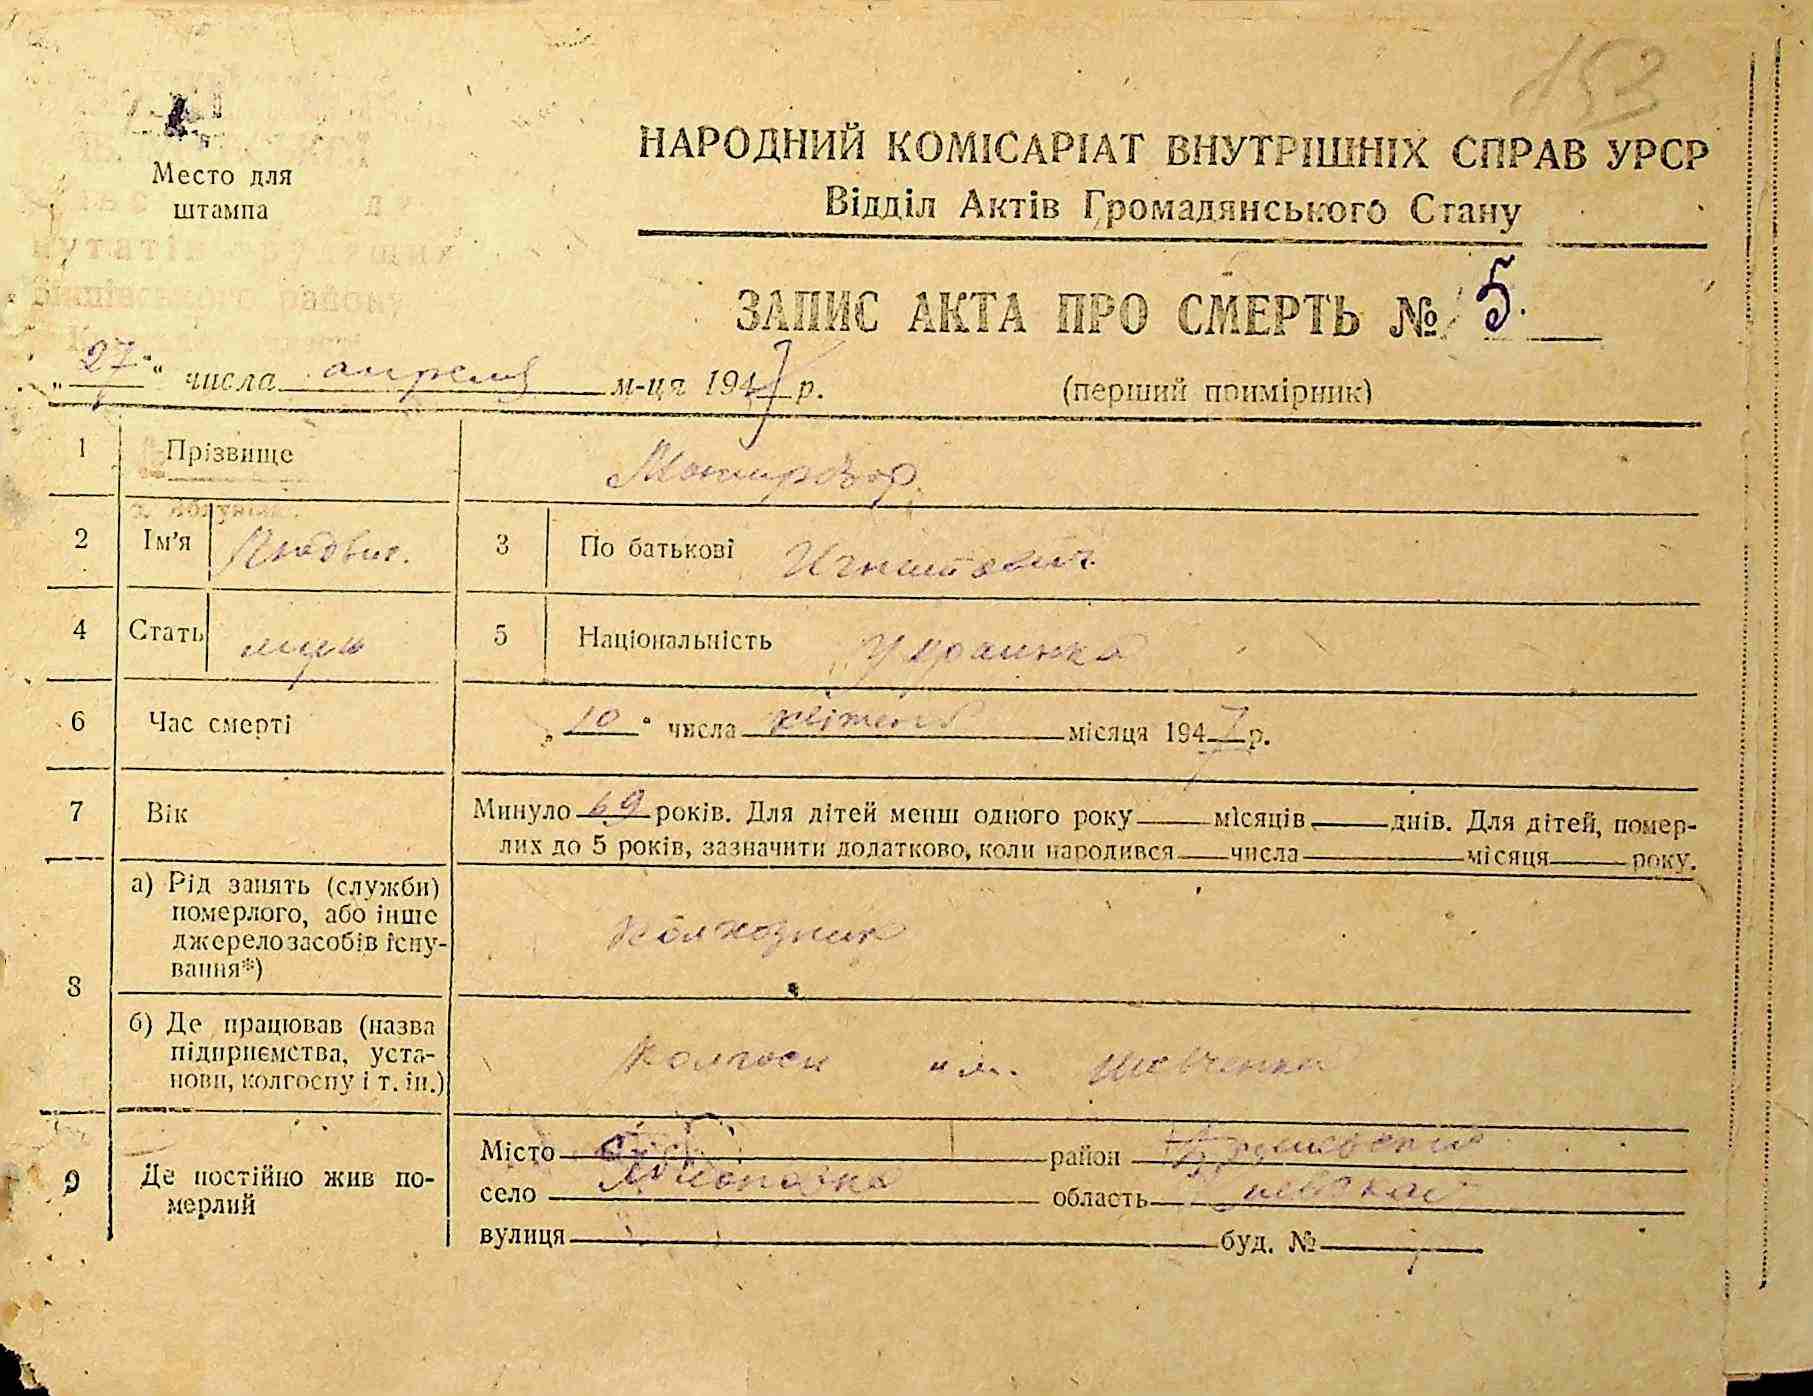 153
Место для
штампа
НАРОДНИЙ КОМІСАРІАТ ВНУТРІШНІХ СПРАВ УРСР
Відділ Актів Громадянського Стану
ЗАПИС АКТА ПРО СМЕРТЬ № 5.
„27“ числа апреля м-ця 1947 р.
(перший примірник)
1 Прізвище
2 Ім'я Людвиг. 3 По батькові Игнатович
4 Стать муж 5 Національність Украинка
6 Час смерті „10“ числа квітень місяця 1947 р.
7 Вік Минуло 69 років. Для дітей менш одного року місяців днів. Для дітей, помер-
лих до 5 років, зазначити додатково, коли народився числа місяця року.
8 а) Рід занять (служби)
померлого, або інше
джерело засобів існу-
вання*)
Колхозник
б) Де працював (назва
підприємства, уста-
нови, колгоспу і т. ін.)
Колгосп им. Шевченка
9 Де постійно жив по-
мерлий
Місто район
село область
вулиця буд. №